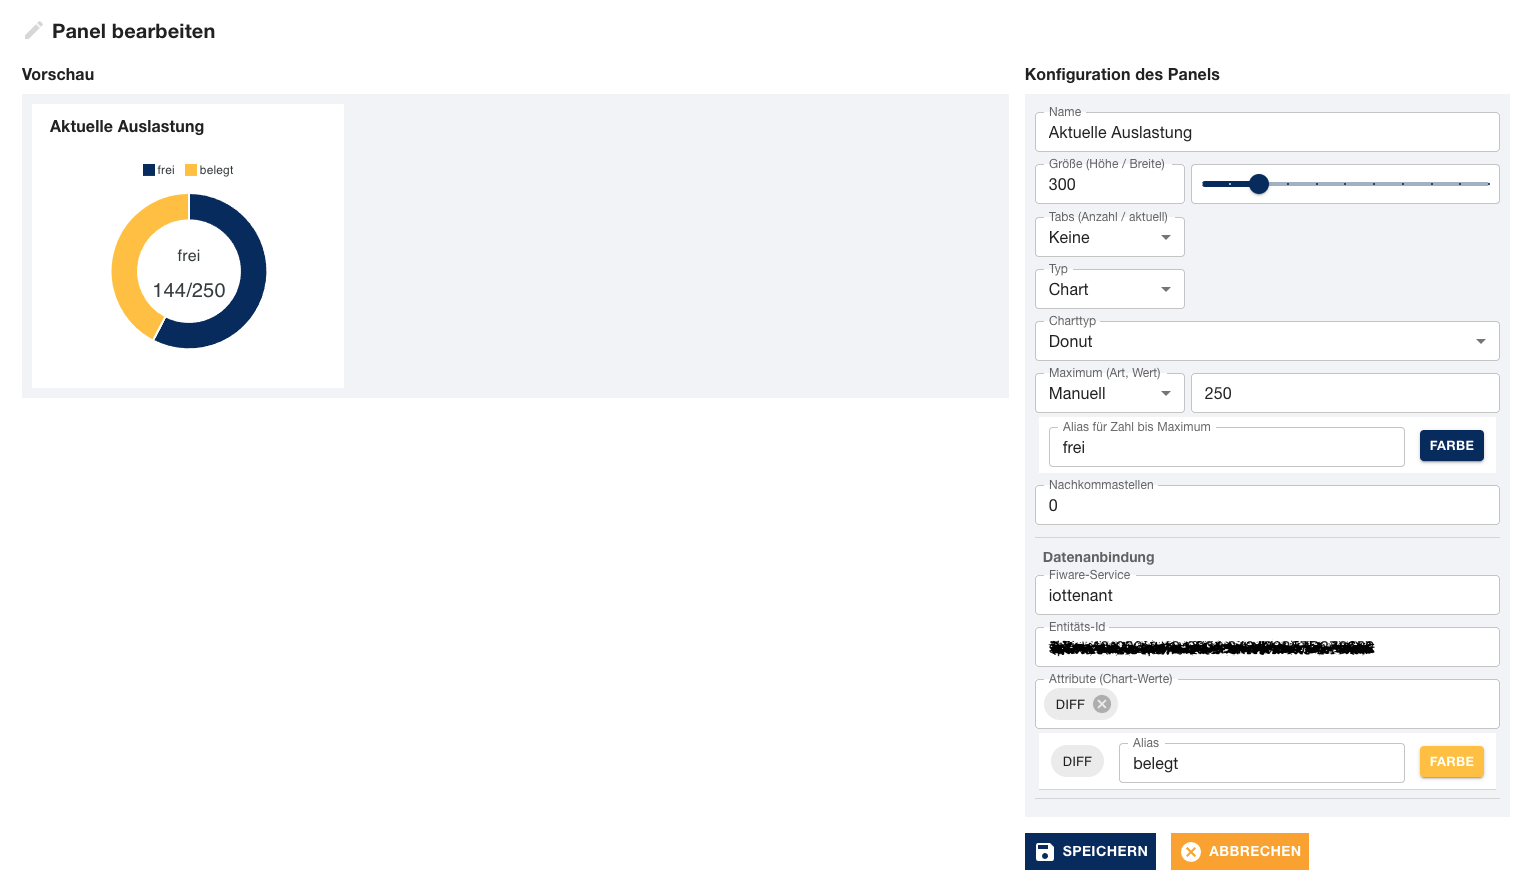 Panel bearbeiten
Vorschau
Aktuelle Auslastung
frei belegt
frei
144/250
Konfiguration des Panels
Name
Aktuelle Auslastung
Größe (Höhe / Breite)
300
Tabs (Anzahl / aktuell)
Keine
Typ
Chart
Charttyp
Donut
Maximum (Art, Wert)
Manuell 250
Alias für Zahl bis Maximum
frei FARBE
Nachkommastellen
0
Datenanbindung
Fiware-Service
iottenant
Entitäts-Id
Attribute (Chart-Werte)
DIFF
Alias
DIFF belegt FARBE
SPEICHERN ABBRECHEN